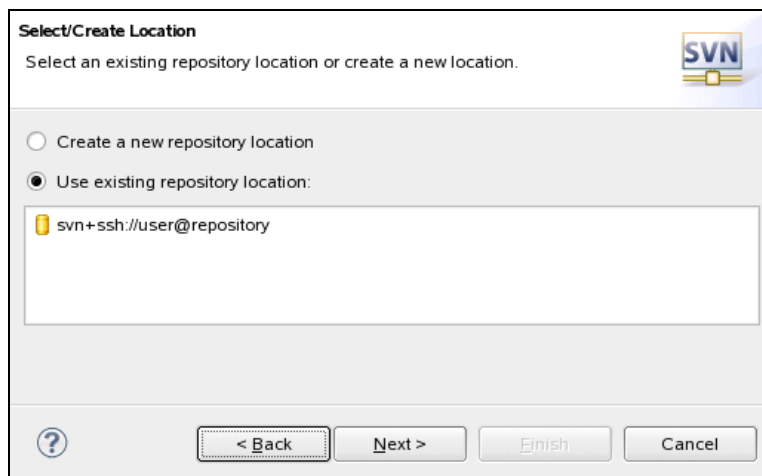 Select/Create Location
Select an existing repository location or create a new location.
SVN
Create a new repository location
Use existing repository location:
svn+ssh://user@repository
?
< Back
Next >
Finish
Cancel